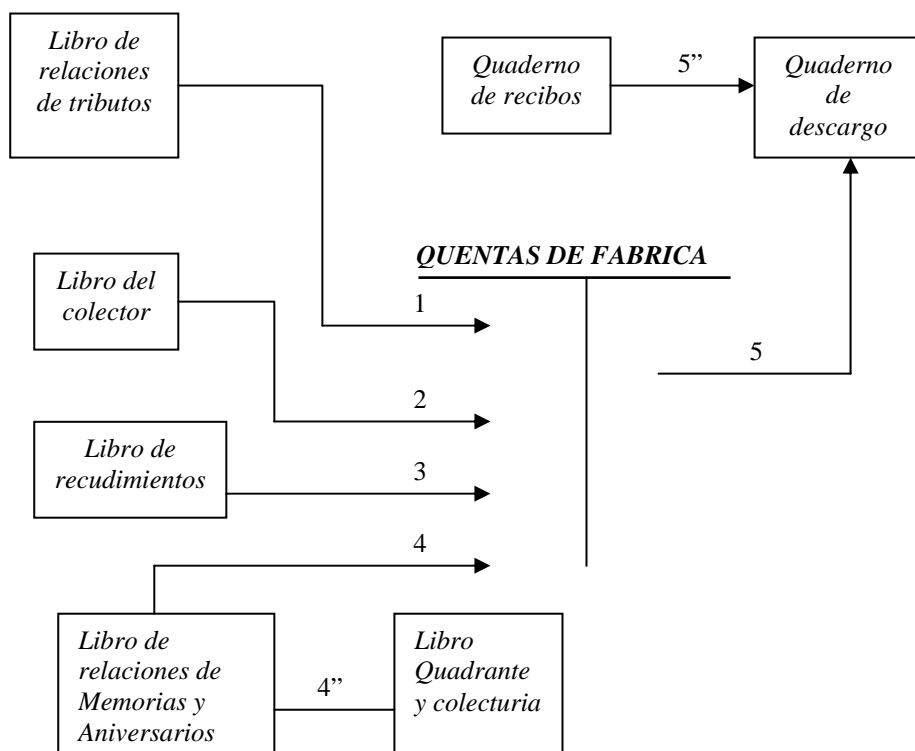 Libro de
relaciones
de tributos
Quaderno
de recibos
5”
Quaderno
de
descargo
QUENTAS DE FABRICA
Libro del
colector
1
5
2
Libro de
recudimientos
3
4
Libro de
relaciones de
Memorias y
Aniversarios
4”
Libro
Quadrante
y colecturia